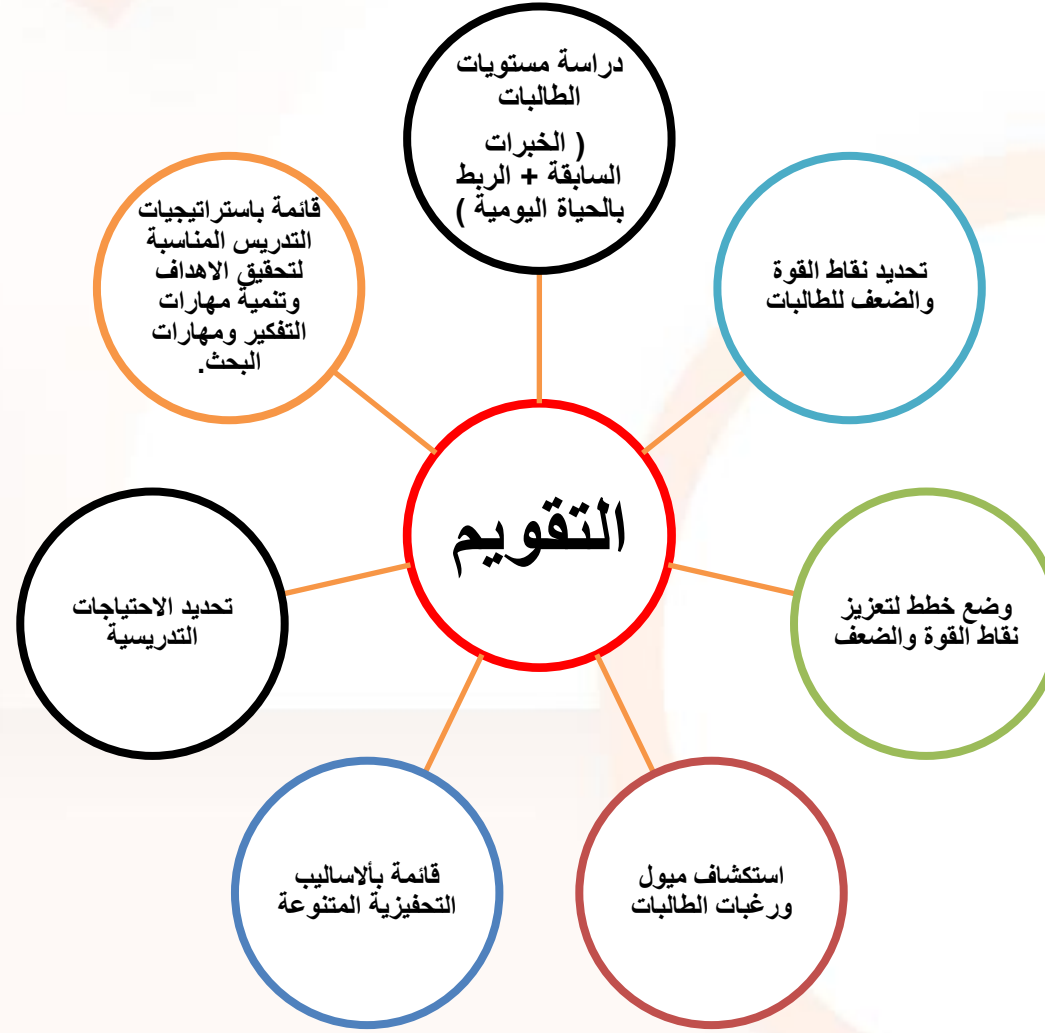 دراسة مستويات
الطالبات
( الخبرات
السابقة + الربط
بالحياة اليومية )
تحديد نقاط القوة
والضعف للطالبات
وضع خطط لتعزيز
نقاط القوة والضعف
استكشاف ميول
ورغبات الطالبات
قائمة بألاساليب
التحفيزية المتنوعة
تحديد الاحتياجات
التدريسية
قائمة باستراتيجيات
التدريس المناسبة
لتحقيق الاهداف
وتنمية مهارات
التفكير ومهارات
البحث.
التقويم